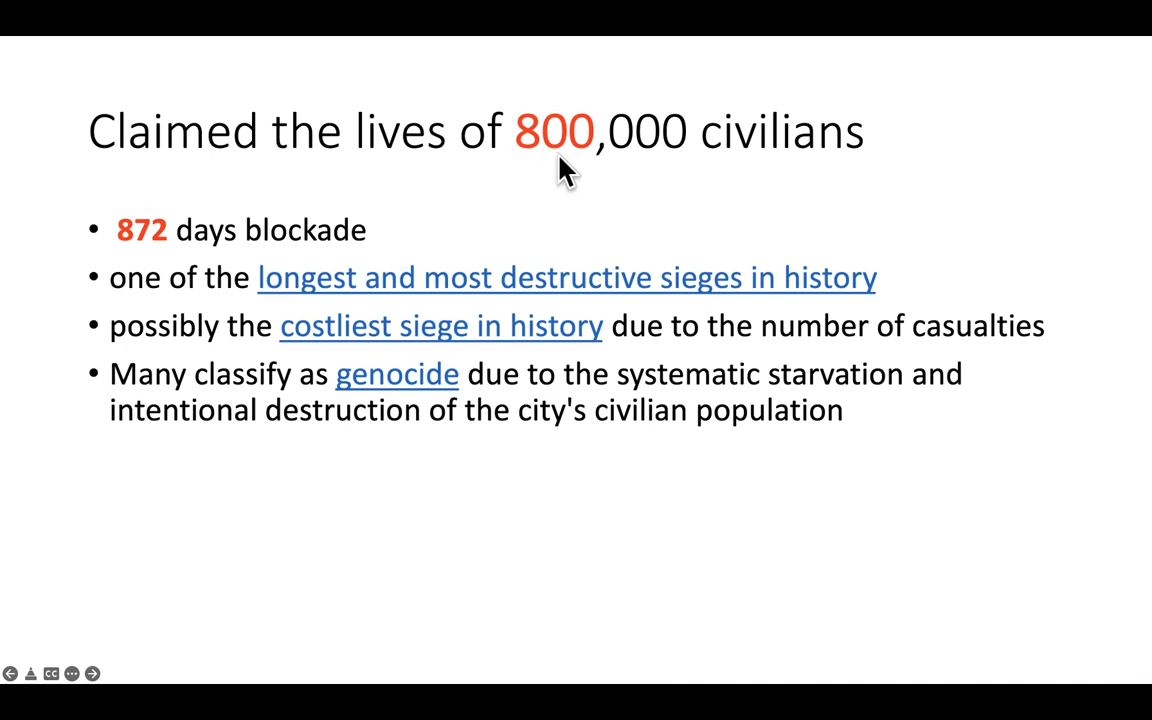 Claimed the lives of 800,000 civilians
• 872 days blockade
• one of the longest and most destructive sieges in history
• possibly the costliest siege in history due to the number of casualties
• Many classify as genocide due to the systematic starvation and
intentional destruction of the city's civilian population
CC